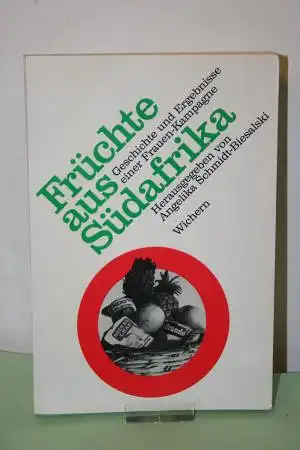 Früchte
aus
Südafrika
Geschichte und Ergebnisse
einer Frauen-Kampagne
Herausgegeben von
Angelika Schmidt-Biesalski
Wichern